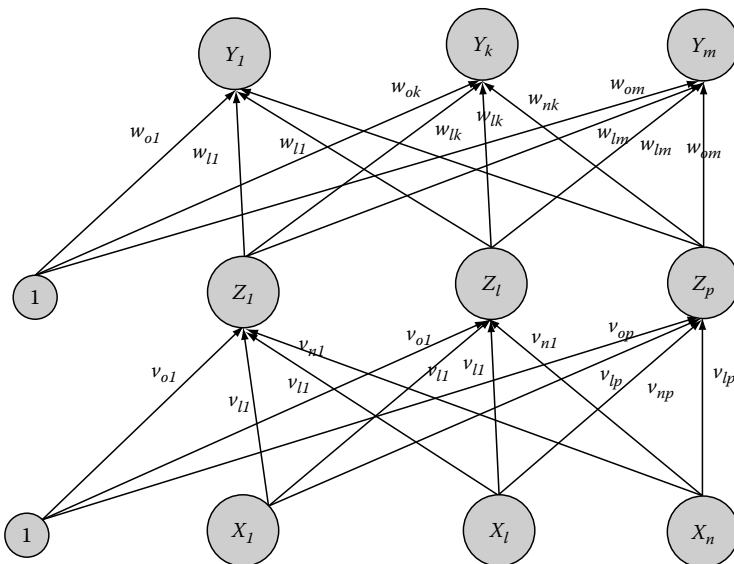 Y1 Yk Ym
wo1 wl1 wl1 wok wlk wlk wnk wlm wom wlm wom
1 Z1 Zl Zp
vo1 vl1 vn1 vl1 vo1 vl1 vl1 vn1 vlp vop vnp vlp
1 X1 Xl Xn